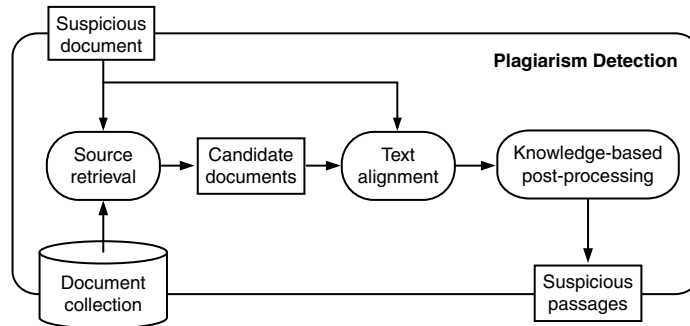 Suspicious
document
Plagiarism Detection
Source
retrieval
Candidate
documents
Text
alignment
Knowledge-based
post-processing
Document
collection
Suspicious
passages